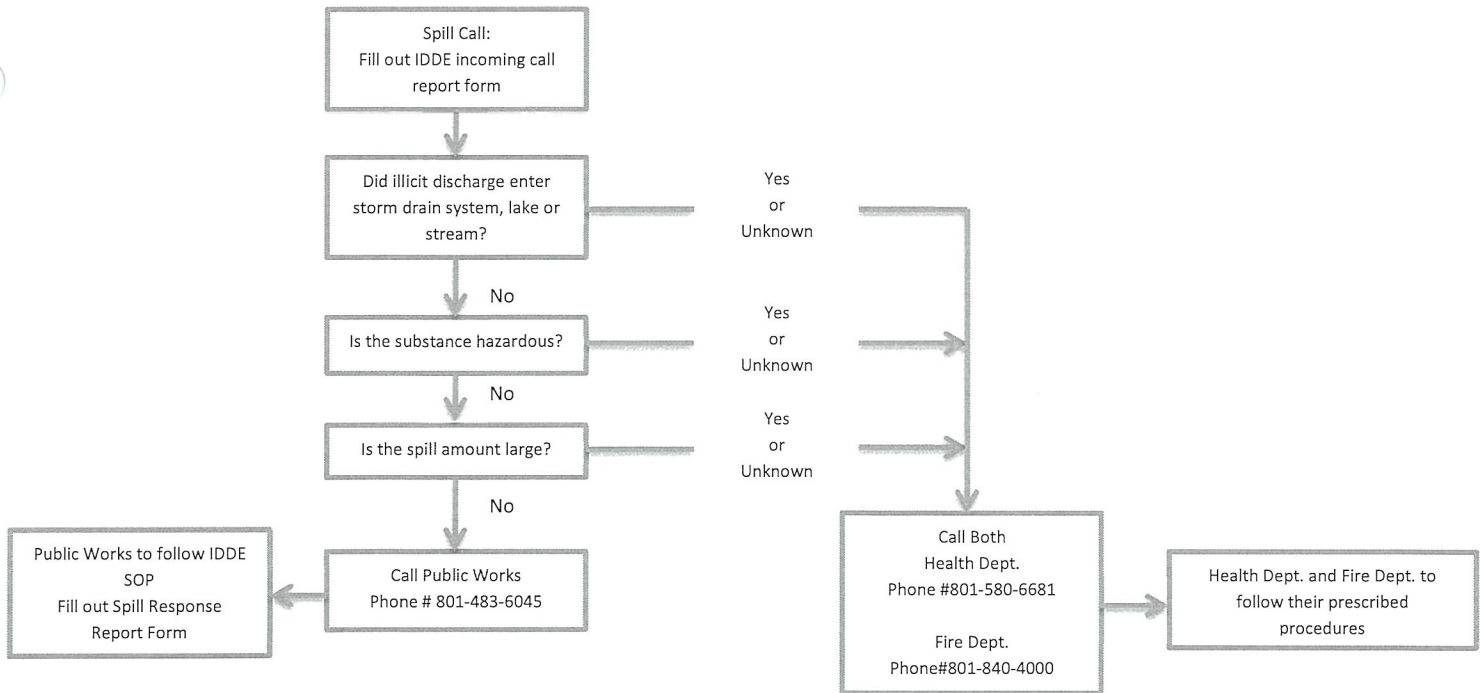 Spill Call:
Fill out IDDE incoming call
report form
Did illicit discharge enter
storm drain system, lake or
stream?
Yes
or
Unknown
No
Is the substance hazardous?
Yes
or
Unknown
No
Is the spill amount large?
Yes
or
Unknown
No
Call Public Works
Phone # 801-483-6045
Public Works to follow IDDE
SOP
Fill out Spill Response
Report Form
Call Both
Health Dept.
Phone #801-580-6681
Fire Dept.
Phone#801-840-4000
Health Dept. and Fire Dept. to
follow their prescribed
procedures